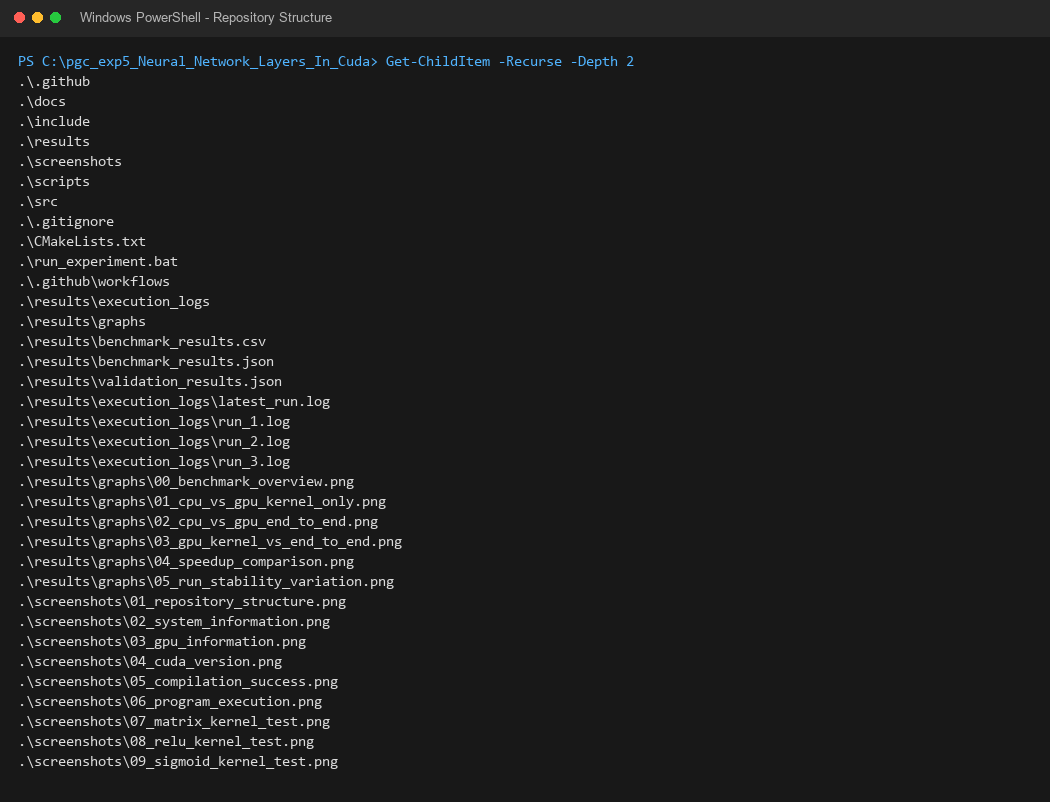 Windows PowerShell - Repository Structure
PS C:\pgc_exp5_Neural_Network_Layers_In_Cuda> Get-ChildItem -Recurse -Depth 2
.\.github
.\docs
.\include
.\results
.\screenshots
.\scripts
.\src
.\.gitignore
.\CMakeLists.txt
.\run_experiment.bat
.\.github\workflows
.\results\execution_logs
.\results\graphs
.\results\benchmark_results.csv
.\results\benchmark_results.json
.\results\validation_results.json
.\results\execution_logs\latest_run.log
.\results\execution_logs\run_1.log
.\results\execution_logs\run_2.log
.\results\execution_logs\run_3.log
.\results\graphs\00_benchmark_overview.png
.\results\graphs\01_cpu_vs_gpu_kernel_only.png
.\results\graphs\02_cpu_vs_gpu_end_to_end.png
.\results\graphs\03_gpu_kernel_vs_end_to_end.png
.\results\graphs\04_speedup_comparison.png
.\results\graphs\05_run_stability_variation.png
.\screenshots\01_repository_structure.png
.\screenshots\02_system_information.png
.\screenshots\03_gpu_information.png
.\screenshots\04_cuda_version.png
.\screenshots\05_compilation_success.png
.\screenshots\06_program_execution.png
.\screenshots\07_matrix_kernel_test.png
.\screenshots\08_relu_kernel_test.png
.\screenshots\09_sigmoid_kernel_test.png